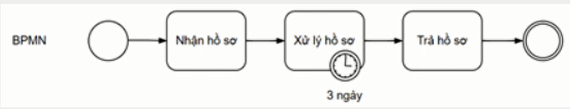 BPMN
Nhận hồ sơ
Xử lý hồ sơ
Trả hồ sơ
3 ngày